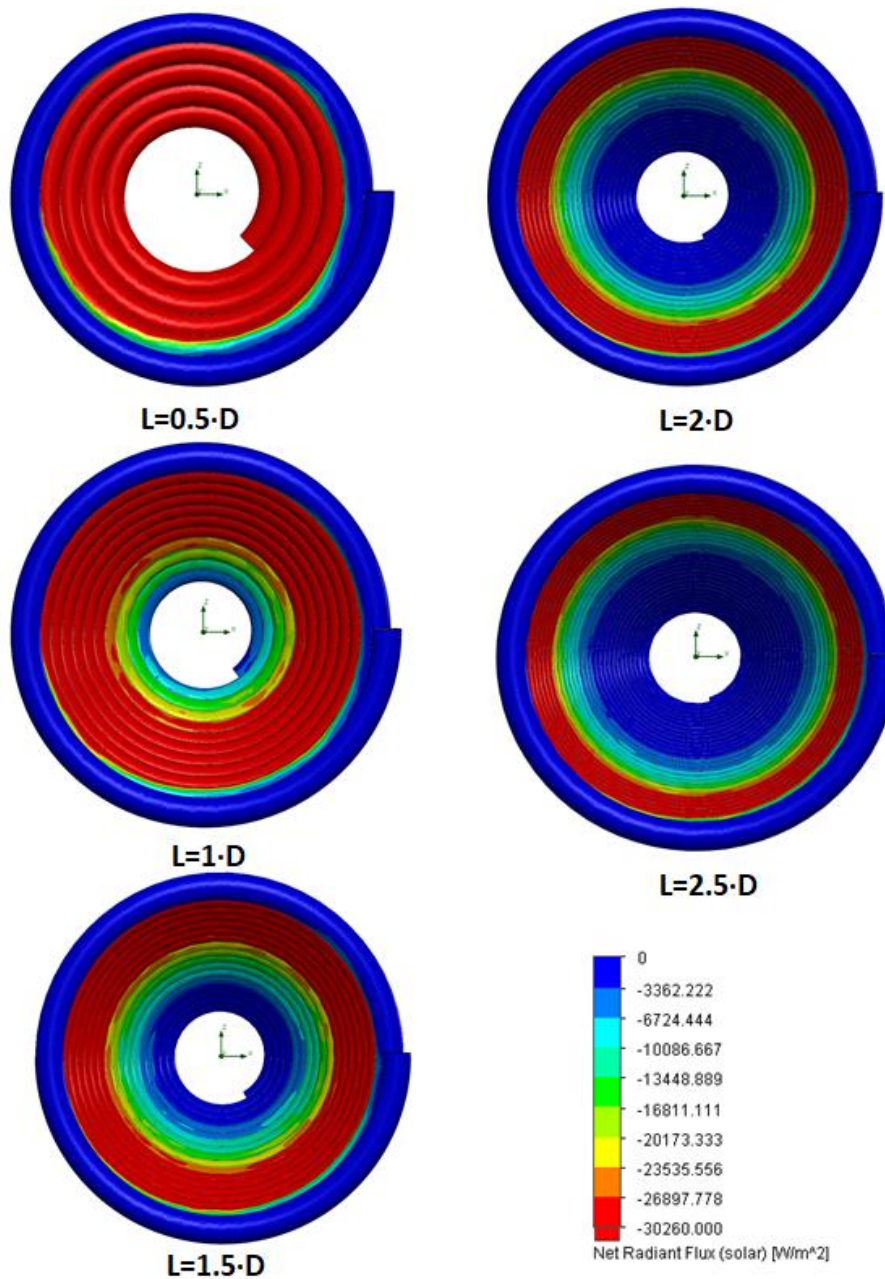 L=0.5·D
L=2·D
L=1·D
L=2.5·D
L=1.5·D
0
-3362.222
-6724.444
-10086.667
-13448.889
-16811.111
-20173.333
-23535.556
-26897.778
-30260.000
Net Radiant Flux (solar) [W/m^2]